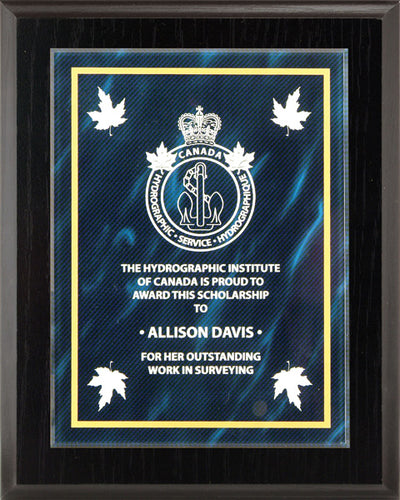 CANADA
HYDROGRAPHIC • SERVICE • HYDROGRAPHIQUE
THE HYDROGRAPHIC INSTITUTE
OF CANADA IS PROUD TO
AWARD THIS SCHOLARSHIP
TO
• ALLISON DAVIS •
FOR HER OUTSTANDING
WORK IN SURVEYING